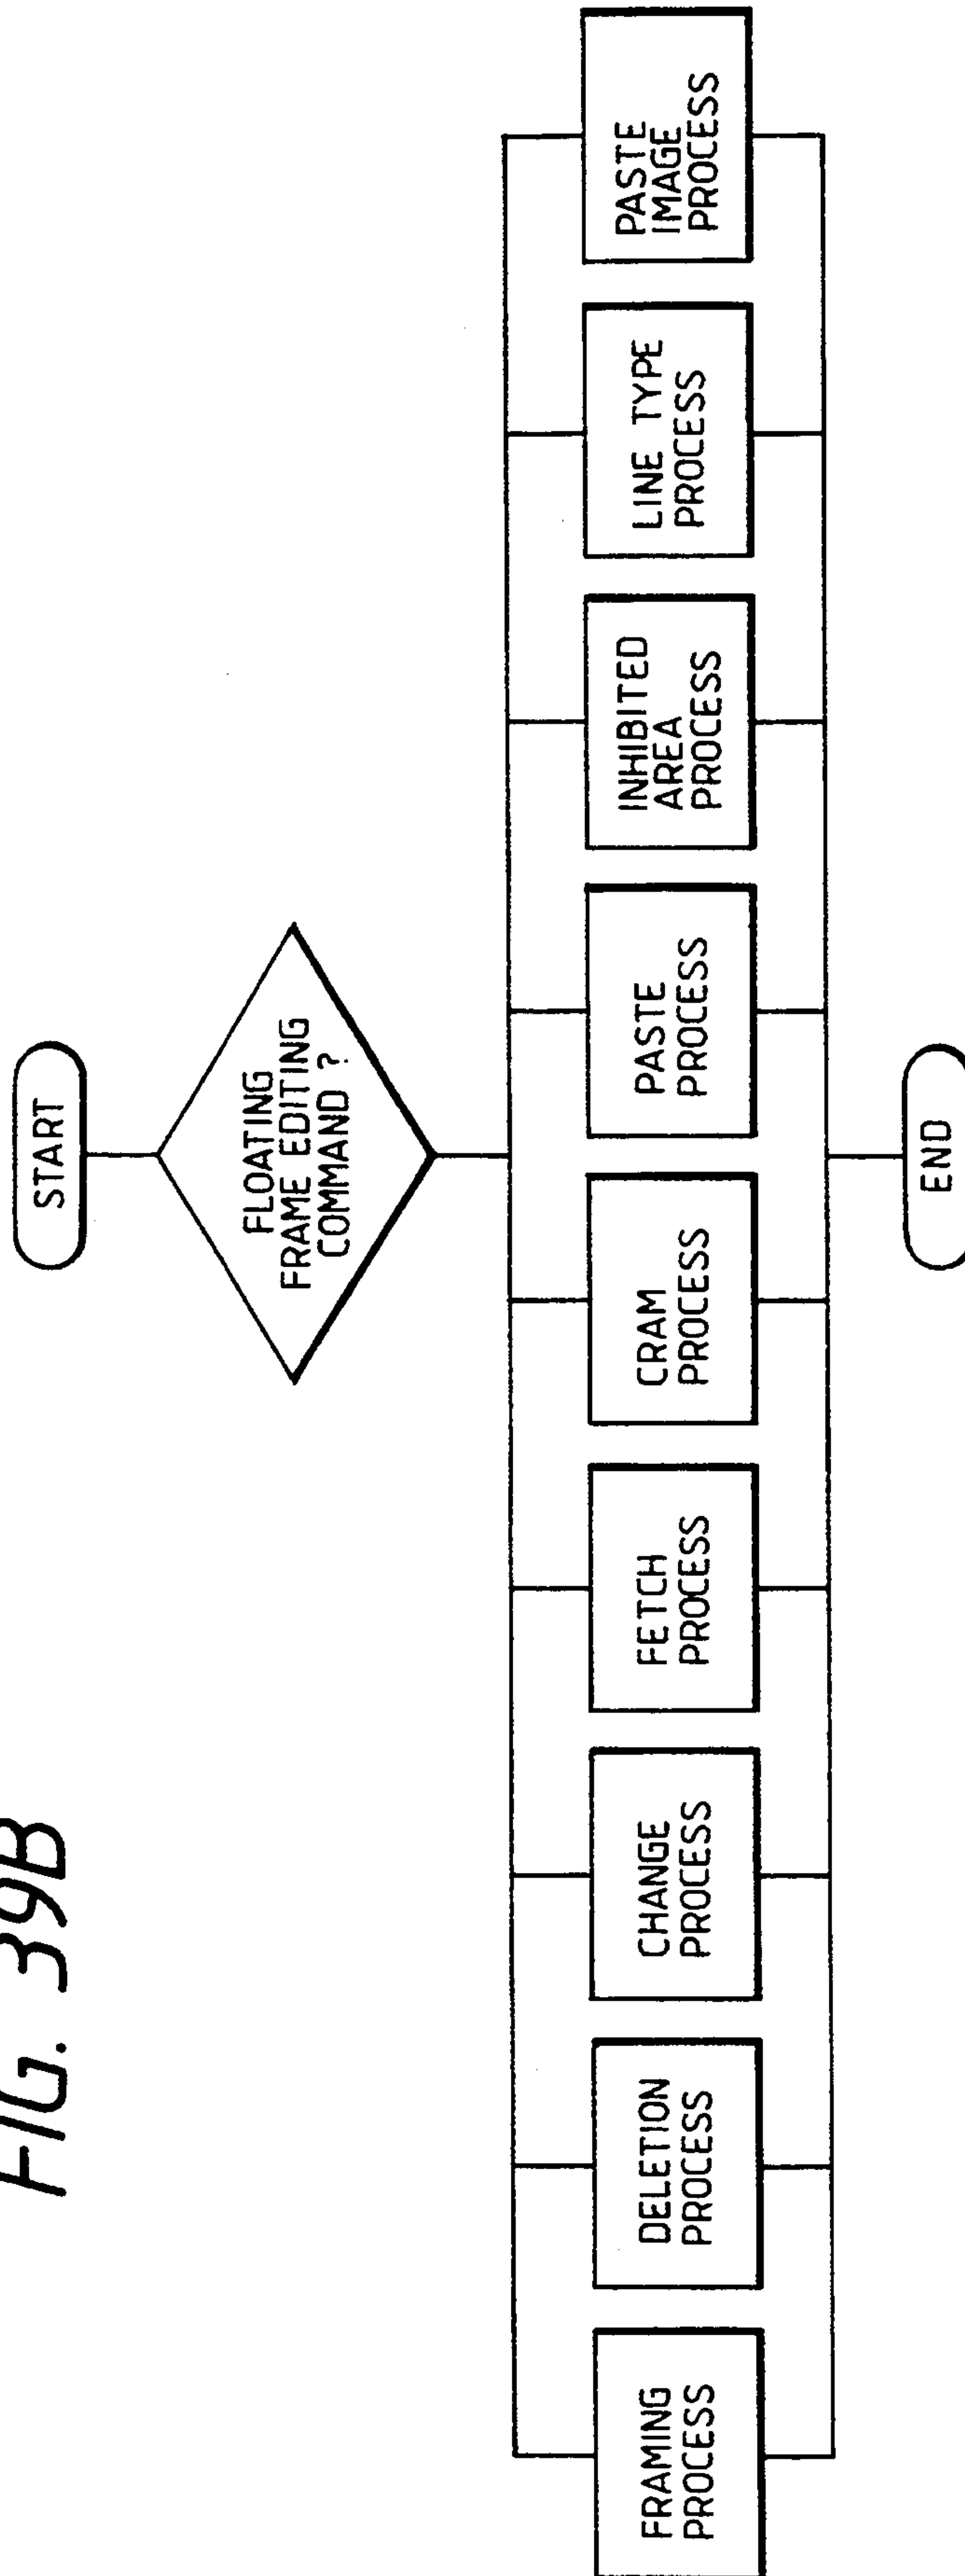 FIG. 39B
START
FLOATING
FRAME EDITING
COMMAND ?
FRAMING
PROCESS
DELETION
PROCESS
CHANGE
PROCESS
FETCH
PROCESS
CRAM
PROCESS
PASTE
PROCESS
INHIBITED
AREA
PROCESS
LINE TYPE
PROCESS
PASTE
IMAGE
PROCESS
END